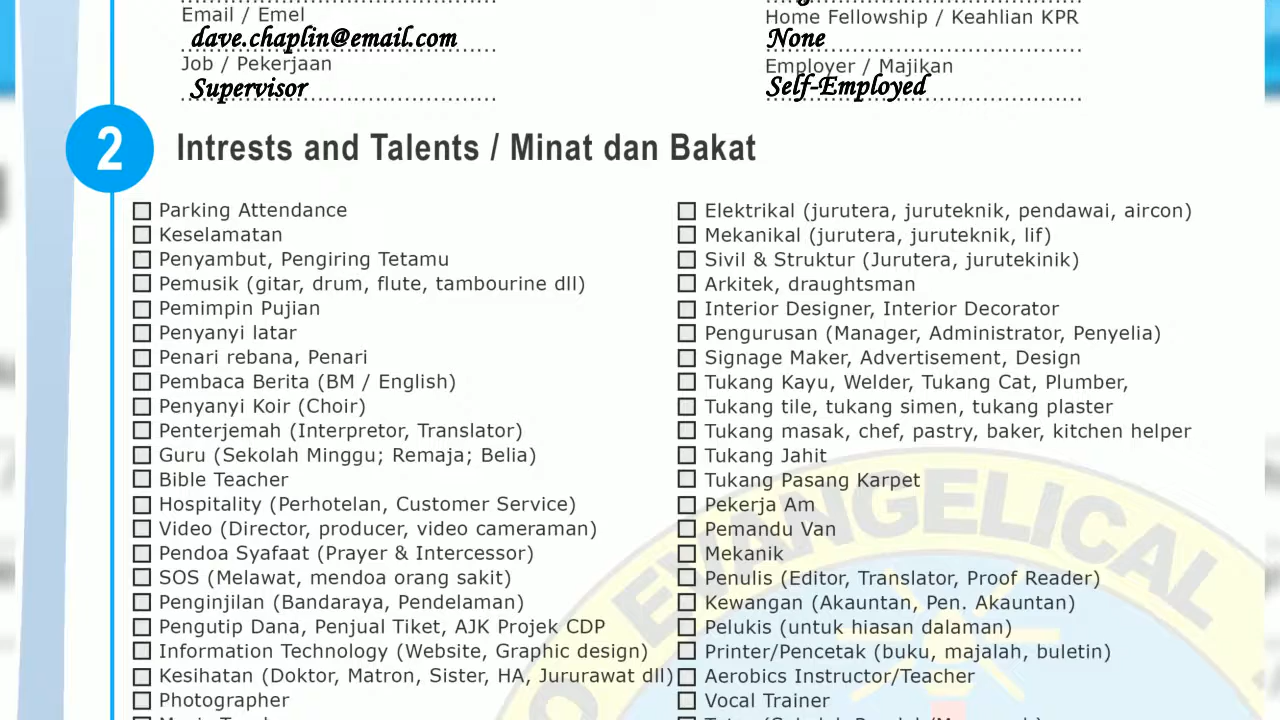 Email / Emel
dave.chaplin@email.com
Home Fellowship / Keahlian KPR
None
Job / Pekerjaan
Supervisor
Employer / Majikan
Self-Employed
2 Intrests and Talents / Minat dan Bakat
Parking Attendance
Keselamatan
Penyambut, Pengiring Tetamu
Pemusik (gitar, drum, flute, tambourine dll)
Pemimpin Pujian
Penyanyi latar
Penari rebana, Penari
Pembaca Berita (BM / English)
Penyanyi Koir (Choir)
Penterjemah (Interpretor, Translator)
Guru (Sekolah Minggu; Remaja; Belia)
Bible Teacher
Hospitality (Perhotelan, Customer Service)
Video (Director, producer, video cameraman)
Pendoa Syafaat (Prayer & Intercessor)
SOS (Melawat, mendoa orang sakit)
Penginjilan (Bandaraya, Pendelaman)
Pengutip Dana, Penjual Tiket, AJK Projek CDP
Information Technology (Website, Graphic design)
Kesihatan (Doktor, Matron, Sister, HA, Jururawat dll)
Photographer
Elektrikal (jurutera, juruteknik, pendawai, aircon)
Mekanikal (jurutera, juruteknik, lif)
Sivil & Struktur (Jurutera, jurutekinik)
Arkitek, draughtsman
Interior Designer, Interior Decorator
Pengurusan (Manager, Administrator, Penyelia)
Signage Maker, Advertisement, Design
Tukang Kayu, Welder, Tukang Cat, Plumber,
Tukang tile, tukang simen, tukang plaster
Tukang masak, chef, pastry, baker, kitchen helper
Tukang Jahit
Tukang Pasang Karpet
Pekerja Am
Pemandu Van
Mekanik
Penulis (Editor, Translator, Proof Reader)
Kewangan (Akauntan, Pen. Akauntan)
Pelukis (untuk hiasan dalaman)
Printer/Pencetak (buku, majalah, buletin)
Aerobics Instructor/Teacher
Vocal Trainer
EVANGELICAL